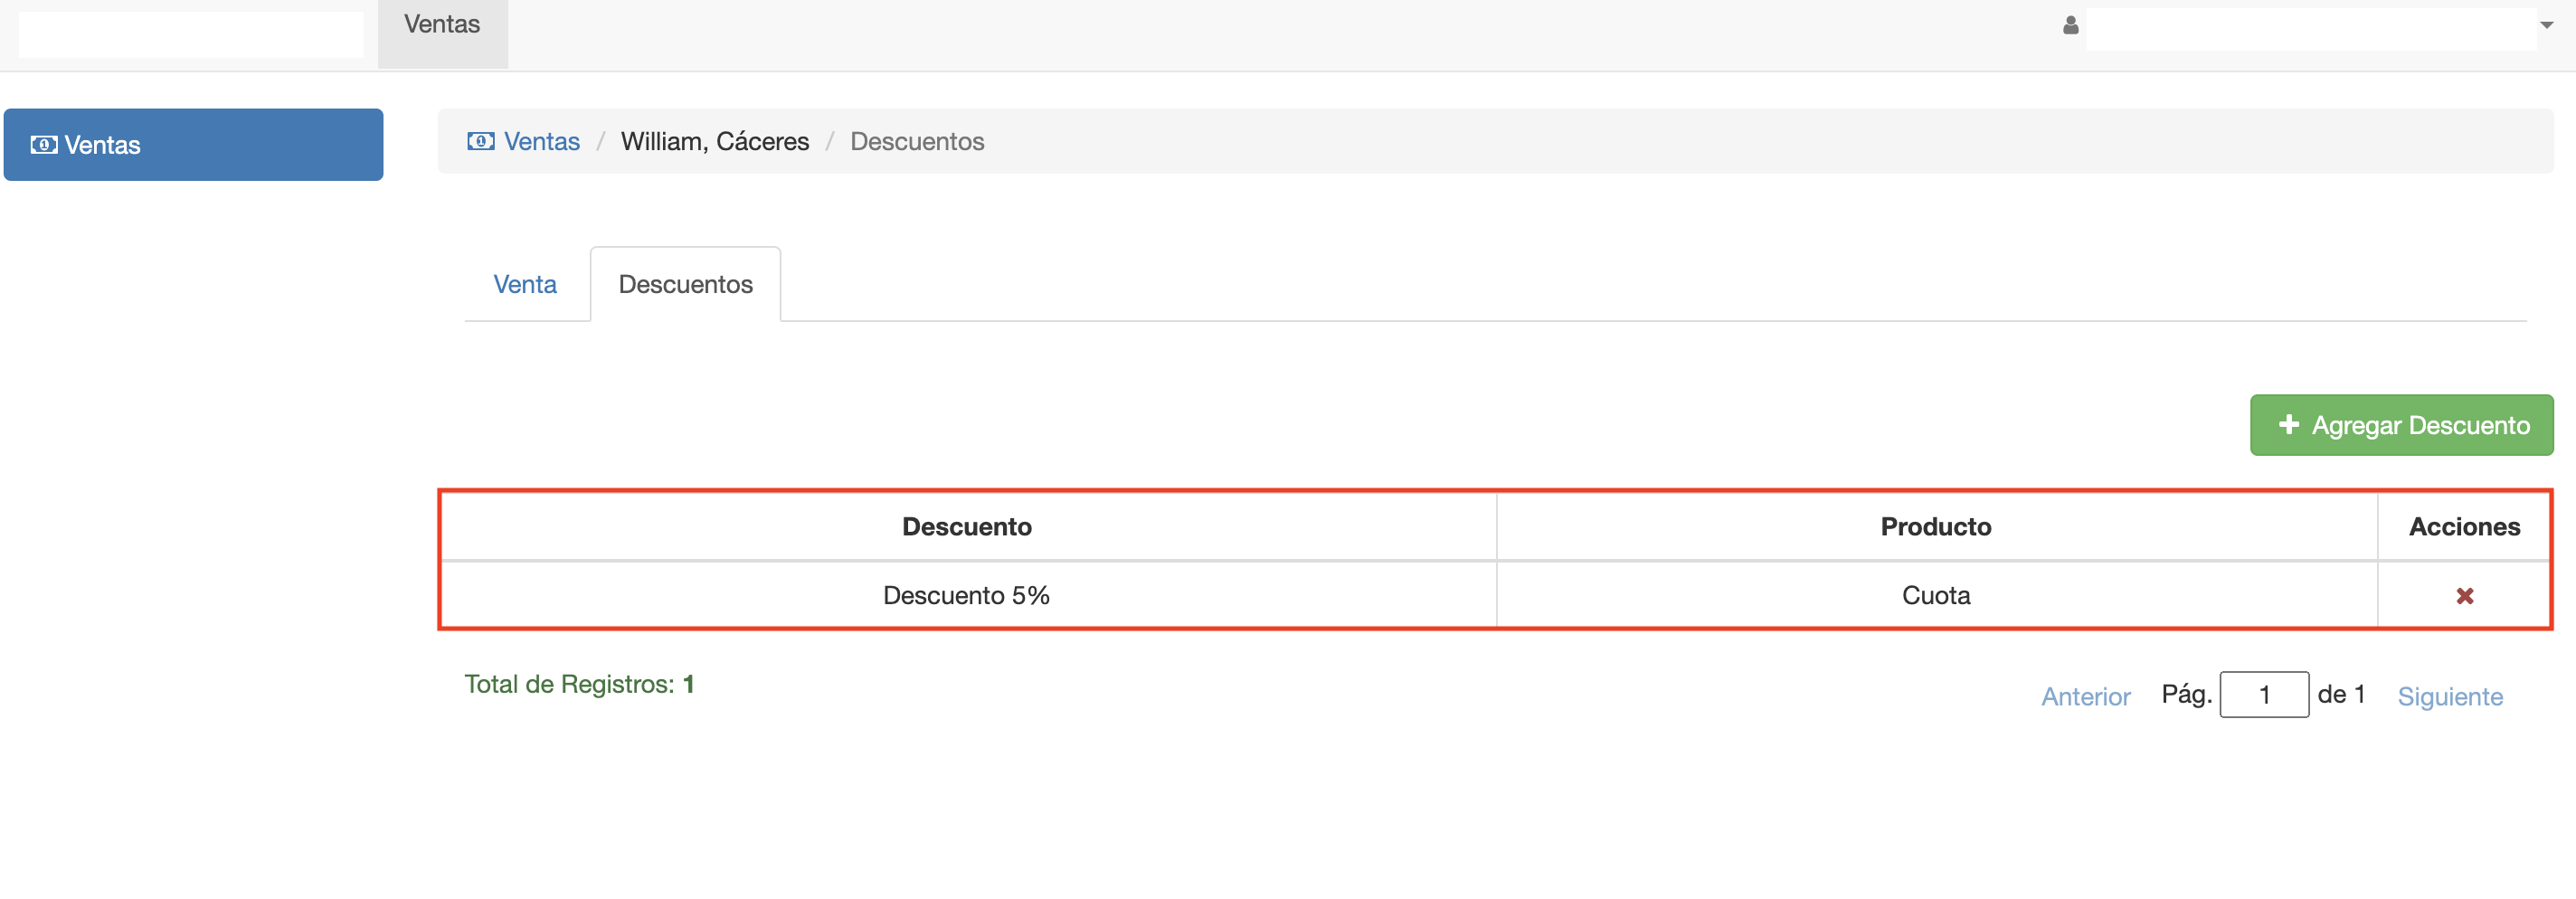 Ventas
Ventas
Ventas / William, Cáceres / Descuentos
Venta Descuentos
Agregar Descuento
Descuento Producto Acciones
Descuento 5% Cuota
Total de Registros: 1
Anterior Pág. 1 de 1 Siguiente